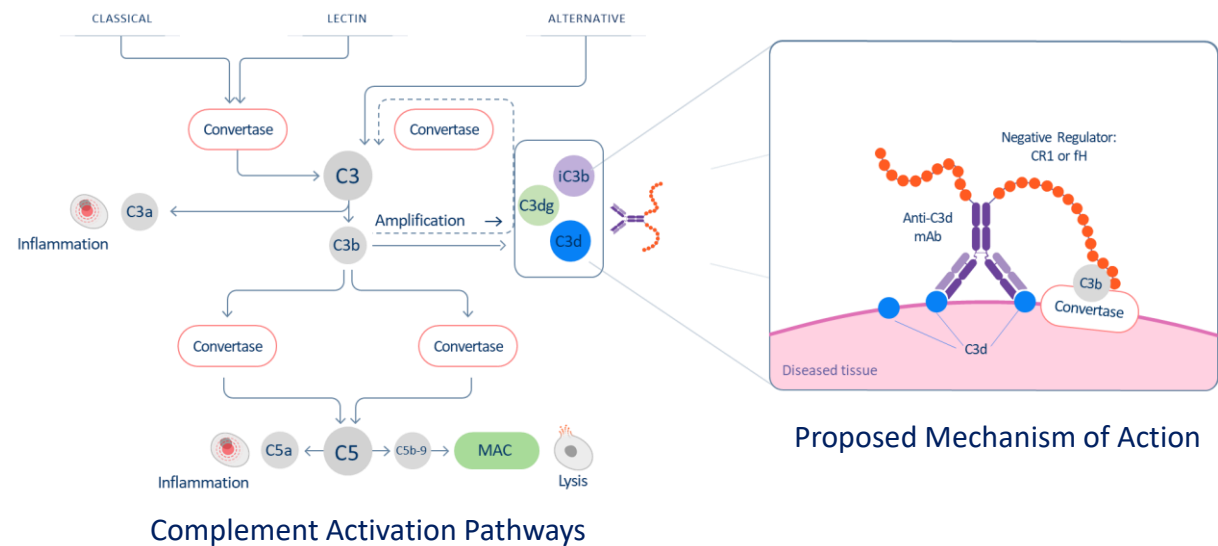 CLASSICAL
LECTIN
ALTERNATIVE
Convertase
Convertase
C3
C3a
Inflammation
Amplification
C3b
iC3b
C3dg
C3d
Convertase
Convertase
C5a
C5
C5b-9
MAC
Inflammation
Lysis
Complement Activation Pathways
Negative Regulator:
CR1 or fH
Anti-C3d
mAb
C3b
Convertase
C3d
Diseased tissue
Proposed Mechanism of Action